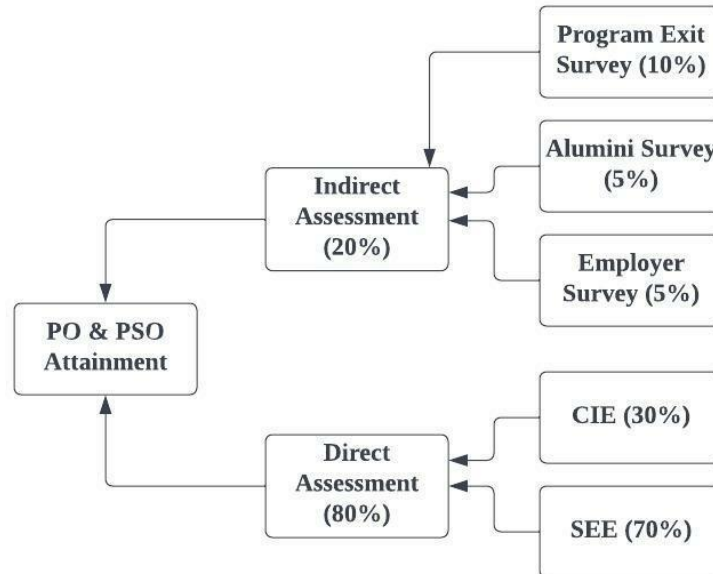 Program Exit
Survey (10%)
Alumini Survey
(5%)
Indirect
Assessment
(20%)
Employer
Survey (5%)
PO & PSO
Attainment
CIE (30%)
Direct
Assessment
(80%)
SEE (70%)